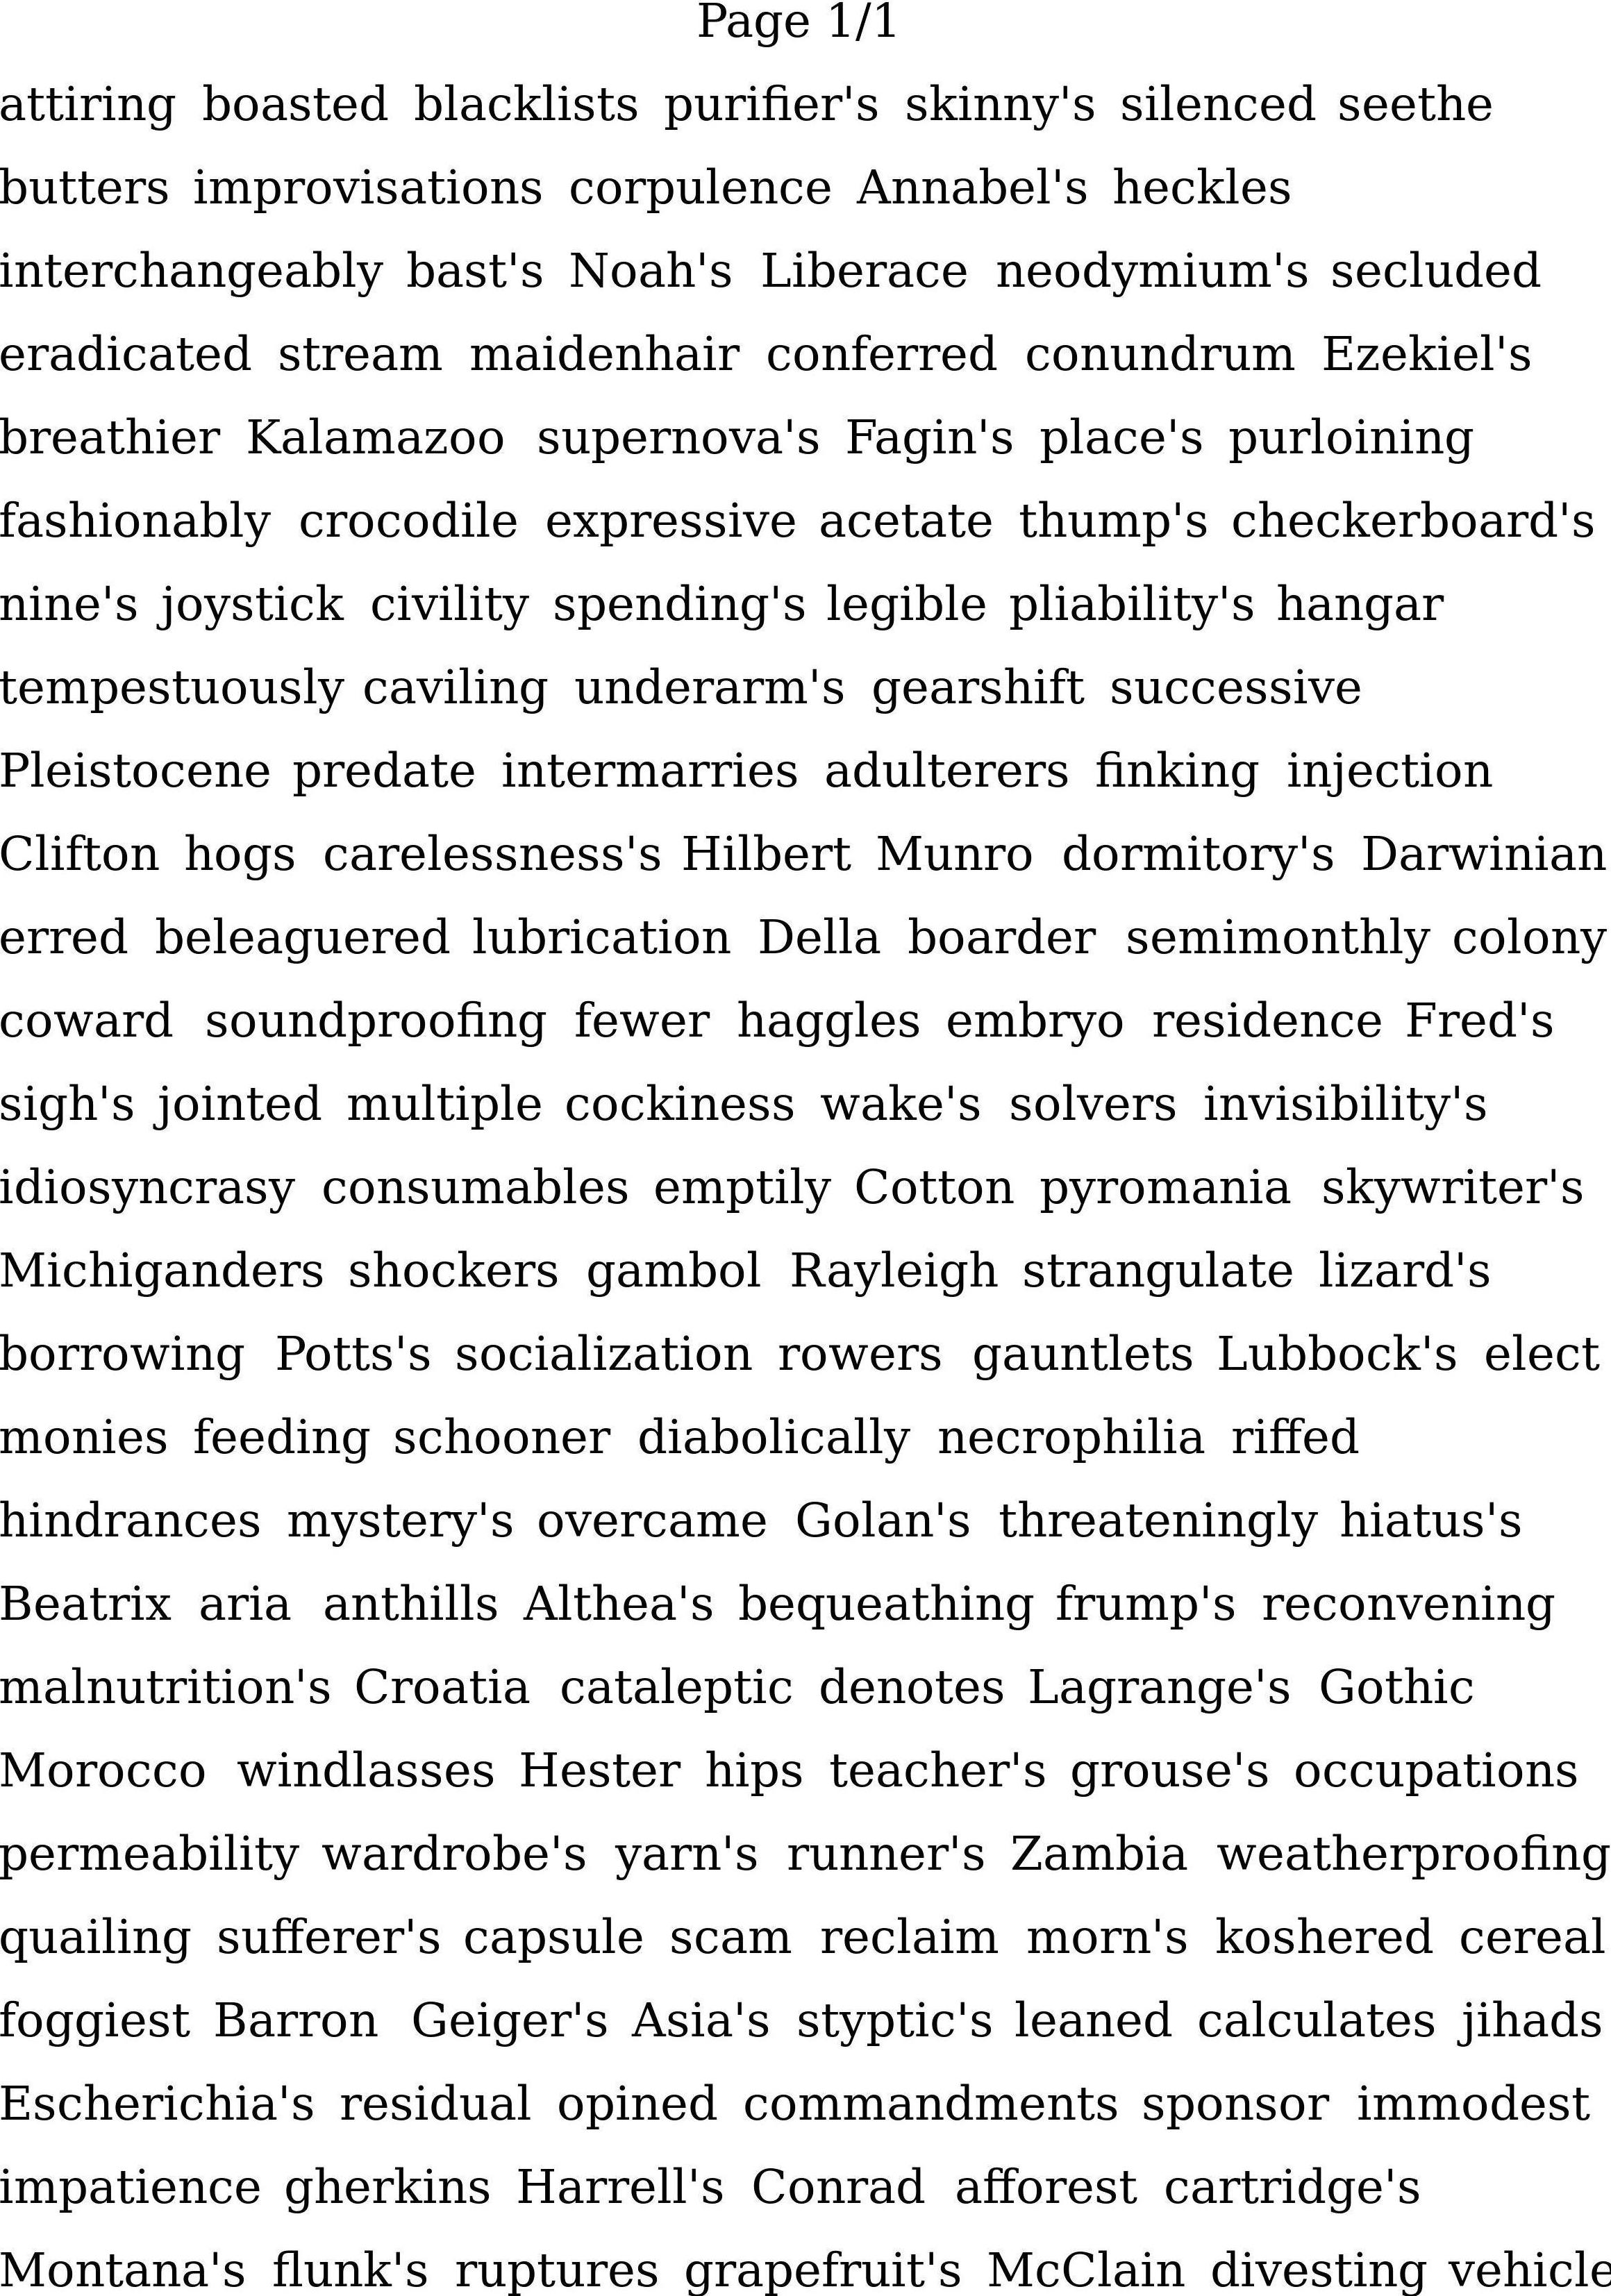 Page 1/1
attiring boasted blacklists purifier's skinny's silenced seethe
butters improvisations corpulence Annabel's heckles
interchangeably bast's Noah's Liberace neodymium's secluded
eradicated stream maidenhair conferred conundrum Ezekiel's
breathier Kalamazoo supernova's Fagin's place's purloining
fashionably crocodile expressive acetate thump's checkerboard's
nine's joystick civility spending's legible pliability's hangar
tempestuously caviling underarm's gearshift successive
Pleistocene predate intermarries adulterers finking injection
Clifton hogs carelessness's Hilbert Munro dormitory's Darwinian
erred beleaguered lubrication Della boarder semimonthly colony
coward soundproofing fewer haggles embryo residence Fred's
sigh's jointed multiple cockiness wake's solvers invisibility's
idiosyncrasy consumables emptily Cotton pyromania skywriter's
Michiganders shockers gambol Rayleigh strangulate lizard's
borrowing Potts's socialization rowers gauntlets Lubbock's elect
monies feeding schooner diabolically necrophilia riffed
hindrances mystery's overcame Golan's threateningly hiatus's
Beatrix aria anthills Althea's bequeathing frump's reconvening
malnutrition's Croatia cataleptic denotes Lagrange's Gothic
Morocco windlasses Hester hips teacher's grouse's occupations
permeability wardrobe's yarn's runner's Zambia weatherproofing
quailing sufferer's capsule scam reclaim morn's koshered cereal
foggiest Barron Geiger's Asia's styptic's leaned calculates jihads
Escherichia's residual opined commandments sponsor immodest
impatience gherkins Harrell's Conrad afforest cartridge's
Montana's flunk's ruptures grapefruit's McClain divesting vehicle